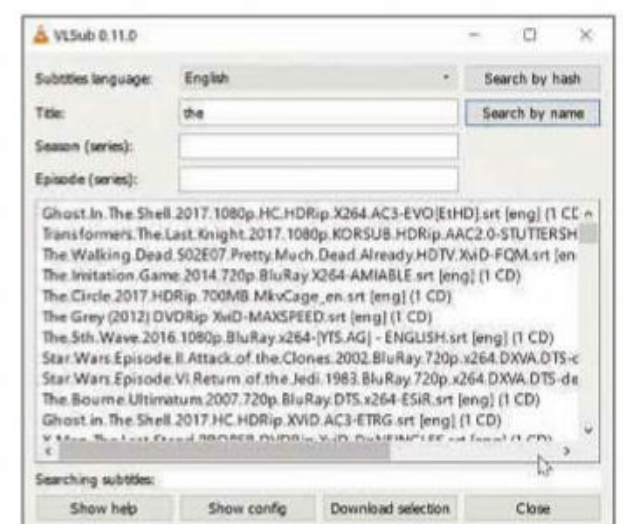 VLSub 0.11.0
Subtitles language: English Search by hash
Title: the Search by name
Season (series):
Episode (series):
Ghost.In.The.Shell.2017.1080p.HC.HDRip.X264.AC3-EVO[EtHD].srt [eng] (1 CD
Transformers.The.Last.Knight.2017.1080p.KORSUB.HDRip.AAC2.0-STUTTERSH
The.Walking.Dead.S02E07.Pretty.Much.Dead.Already.HDTV.XviD-FQM.srt [en
The.Imitation.Game.2014.720p.BluRay.X264-AMIABLE.srt [eng] (1 CD)
The.Circle.2017.HDRip.700MB.MkvCage_en.srt [eng] (1 CD)
The Grey (2012) DVDRip XviD-MAXSPEED.srt [eng] (1 CD)
The.5th.Wave.2016.1080p.BluRay.x264-[YTS.AG] - ENGLISH.srt [eng] (1 CD)
Star.Wars.Episode.II.Attack.of.the.Clones.2002.BluRay.720p.x264.DXVA.DTS-c
Star.Wars.Episode.VI.Return.of.the.Jedi.1983.BluRay.720p.x264.DXVA.DTS-de
The.Bourne.Ultimatum.2007.720p.BluRay.DTS.x264-ESiR.srt [eng] (1 CD)
Ghost.in.The.Shell.2017.HC.HDRip.XViD.AC3-ETRG.srt [eng] (1 CD)
Searching subtitles:
Show help Show config Download selection Close